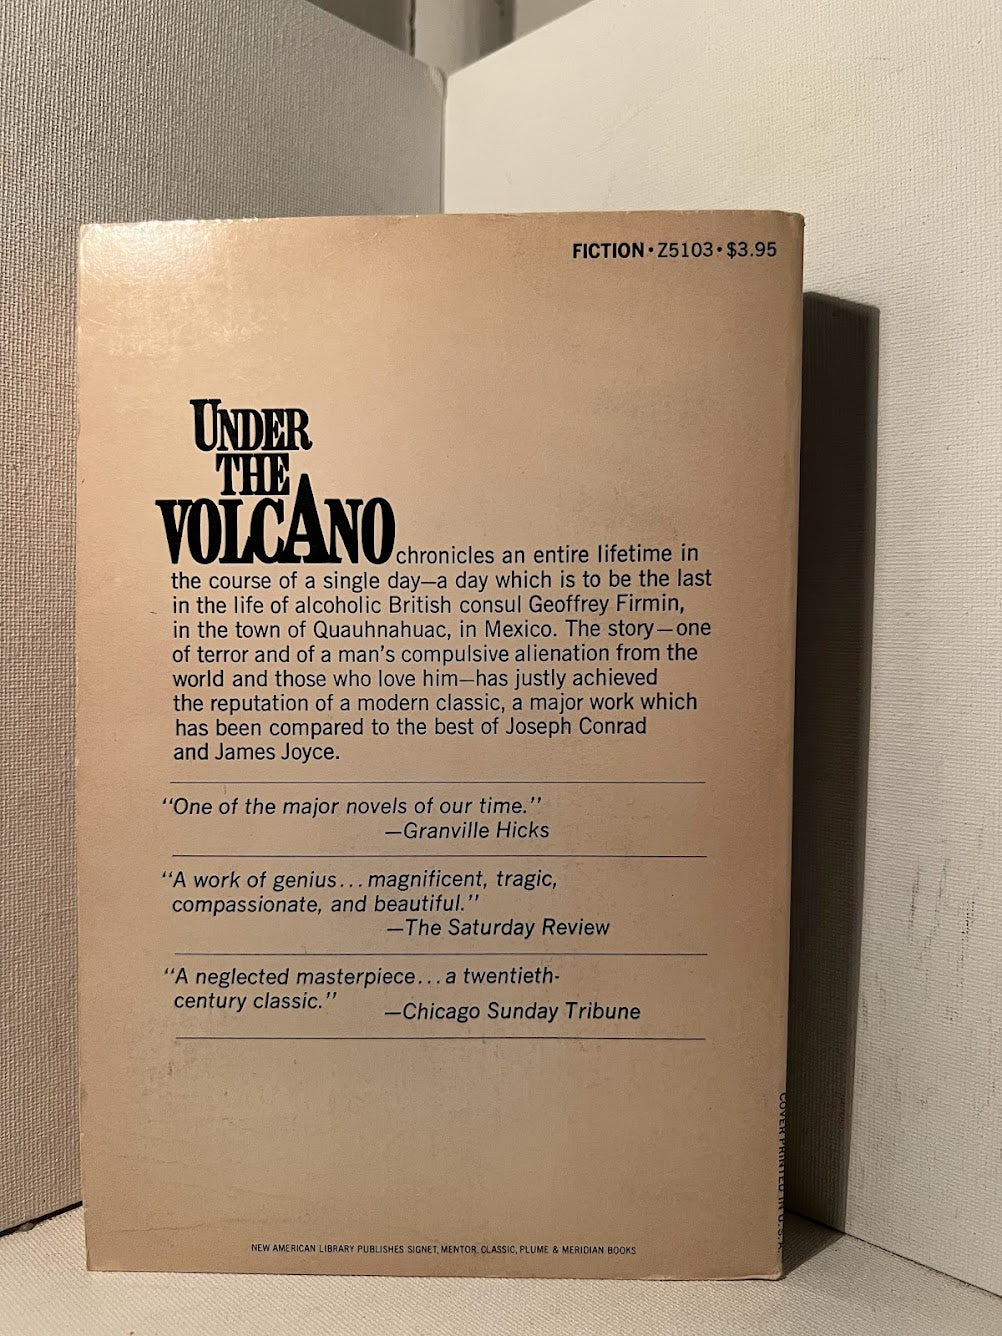 FICTION • Z5103 • $3.95
UNDER
THE
VOLCANO chronicles an entire lifetime in
the course of a single day—a day which is to be the last
in the life of alcoholic British consul Geoffrey Firmin,
in the town of Quauhnahuac, in Mexico. The story—one
of terror and of a man's compulsive alienation from the
world and those who love him—has justly achieved
the reputation of a modern classic, a major work which
has been compared to the best of Joseph Conrad
and James Joyce.
"One of the major novels of our time."
—Granville Hicks
"A work of genius...magnificent, tragic,
compassionate, and beautiful."
—The Saturday Review
"A neglected masterpiece...a twentieth-
century classic."
—Chicago Sunday Tribune
COVER PRINTED IN U.S.A.
NEW AMERICAN LIBRARY PUBLISHES SIGNET, MENTOR, CLASSIC, PLUME & MERIDIAN BOOKS